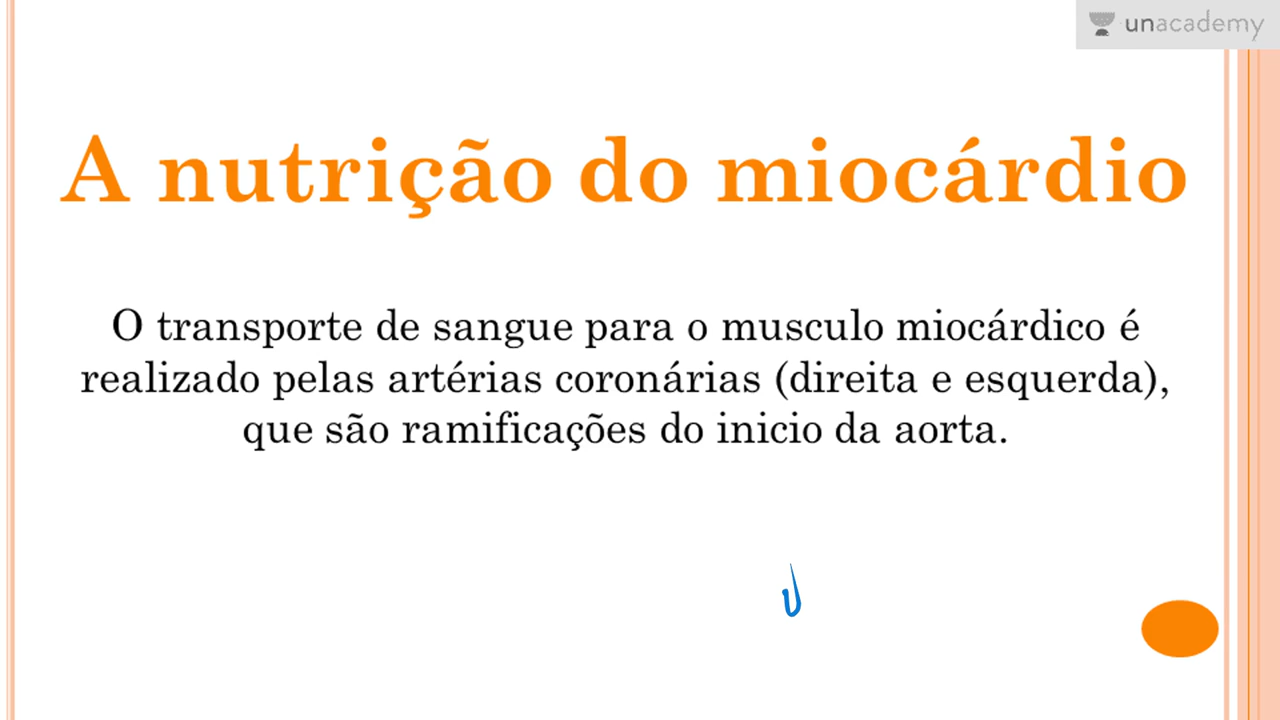 unacademy
A nutrição do miocárdio
O transporte de sangue para o musculo miocárdico é
realizado pelas artérias coronárias (direita e esquerda),
que são ramificações do inicio da aorta.